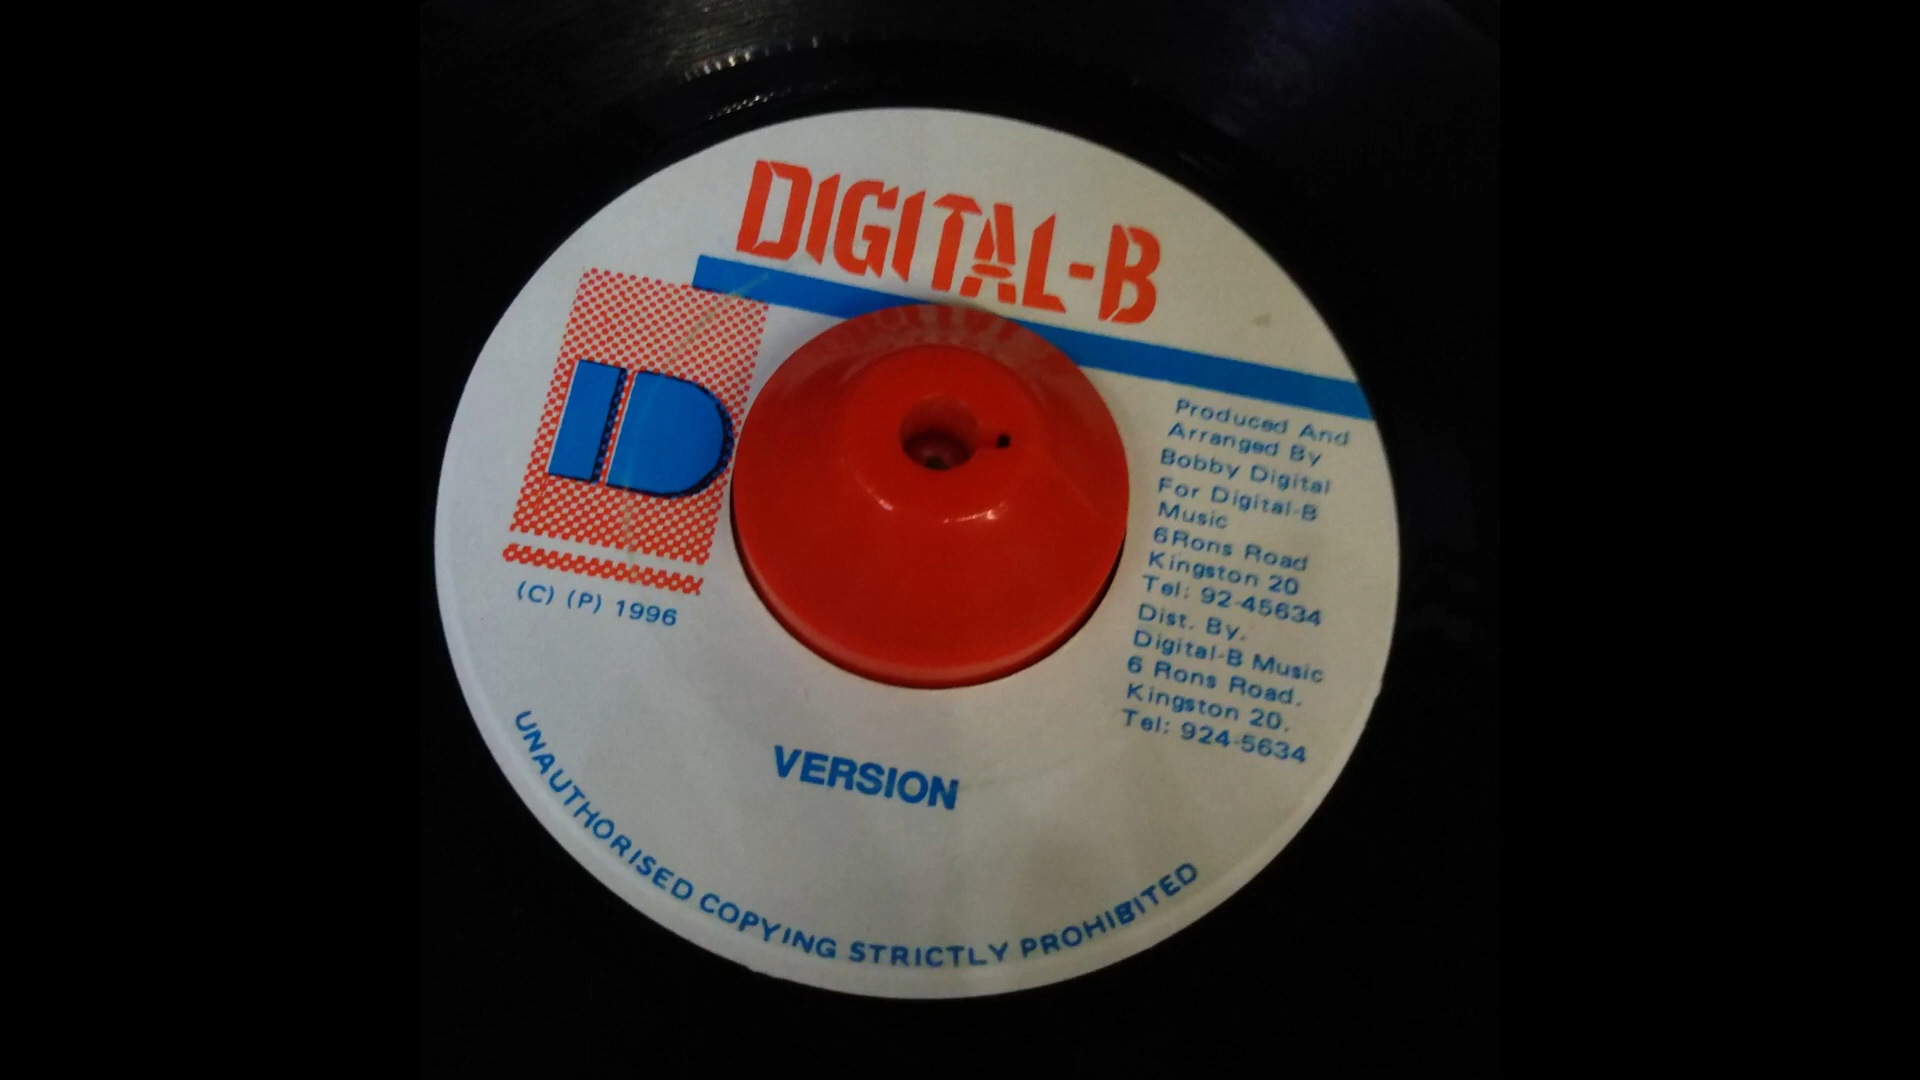 DIGITAL-B
D
Produced And
Arranged By
Bobby Digital
For Digital-B
Music
6Rons Road
Kingston 20
Tel: 92-45634
Dist. By.
Digital-B Music
6 Rons Road.
Kingston 20.
Tel: 924-5634
(C) (P) 1996
VERSION
UNAUTHORISED COPYING STRICTLY PROHIBITED